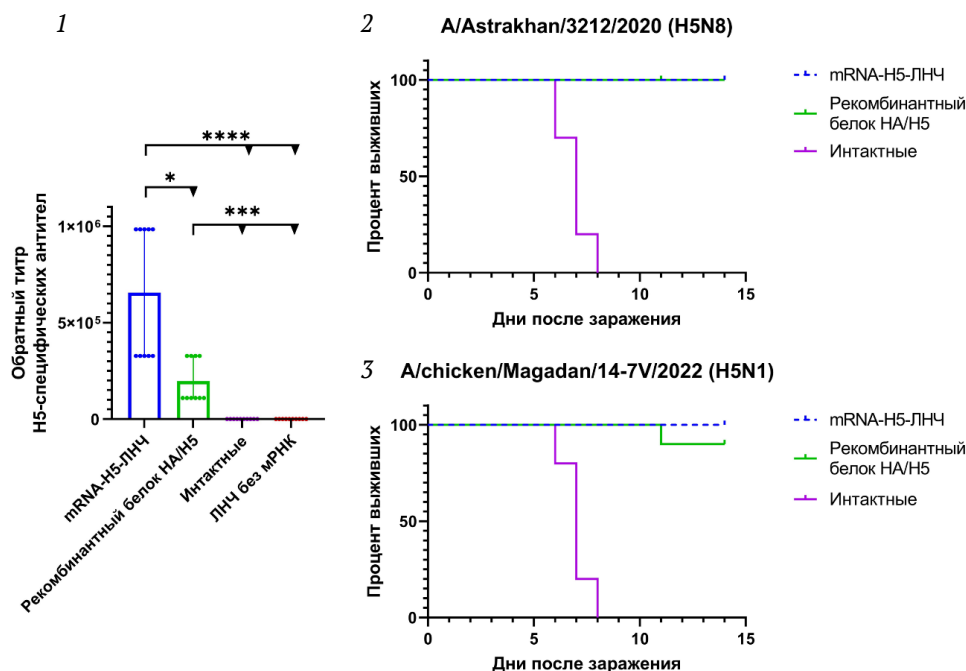 1
****
*
***
Обратный титр
H5-специфических антител
1×10⁶
5×10⁵
0
mRNA-H5-ЛНЧ
Рекомбинантный белок HA/H5
Интактные
ЛНЧ без мРНК
2
A/Astrakhan/3212/2020 (H5N8)
Процент выживших
100
50
0
0
5
10
15
Дни после заражения
mRNA-H5-ЛНЧ
Рекомбинантный
белок HA/H5
Интактные
3
A/chicken/Magadan/14-7V/2022 (H5N1)
Процент выживших
100
50
0
0
5
10
15
Дни после заражения
mRNA-H5-ЛНЧ
Рекомбинантный
белок HA/H5
Интактные